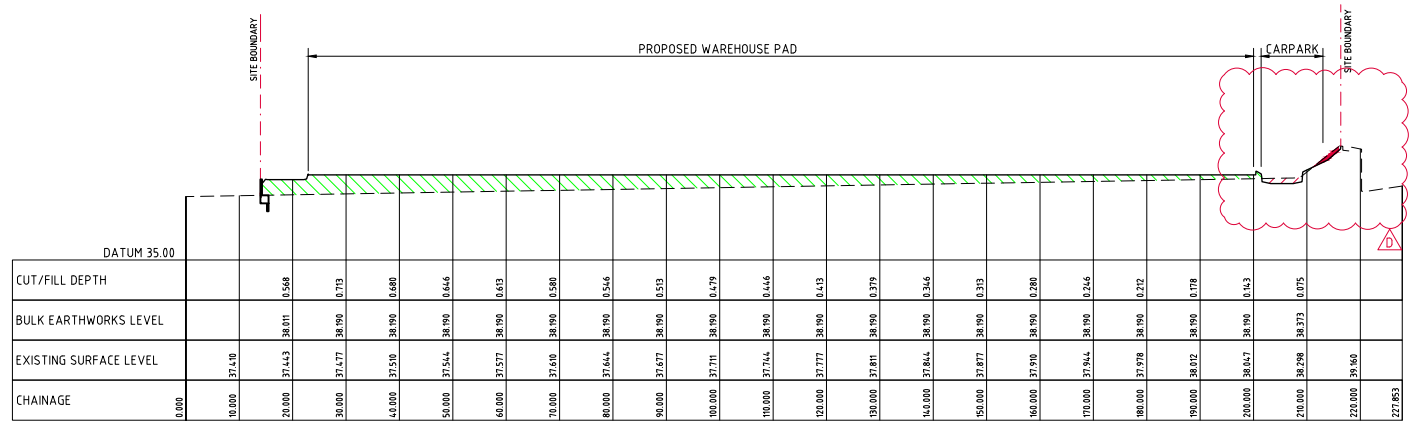 SITE BOUNDARY
PROPOSED WAREHOUSE PAD
CARPARK
SITE BOUNDARY
D
DATUM 35.00
CUT/FILL DEPTH 0.568 0.713 0.680 0.646 0.613 0.580 0.546 0.513 0.479 0.446 0.413 0.379 0.346 0.313 0.280 0.246 0.212 0.178 0.143 0.075
BULK EARTHWORKS LEVEL 38.011 38.190 38.190 38.190 38.190 38.190 38.190 38.190 38.190 38.190 38.190 38.190 38.190 38.190 38.190 38.190 38.190 38.190 38.190 38.373
EXISTING SURFACE LEVEL 37.410 37.443 37.477 37.510 37.544 37.577 37.610 37.644 37.677 37.711 37.744 37.777 37.811 37.844 37.877 37.910 37.944 37.978 38.012 38.047 38.298 39.160
CHAINAGE 0.000 10.000 20.000 30.000 40.000 50.000 60.000 70.000 80.000 90.000 100.000 110.000 120.000 130.000 140.000 150.000 160.000 170.000 180.000 190.000 200.000 210.000 220.000 227.853